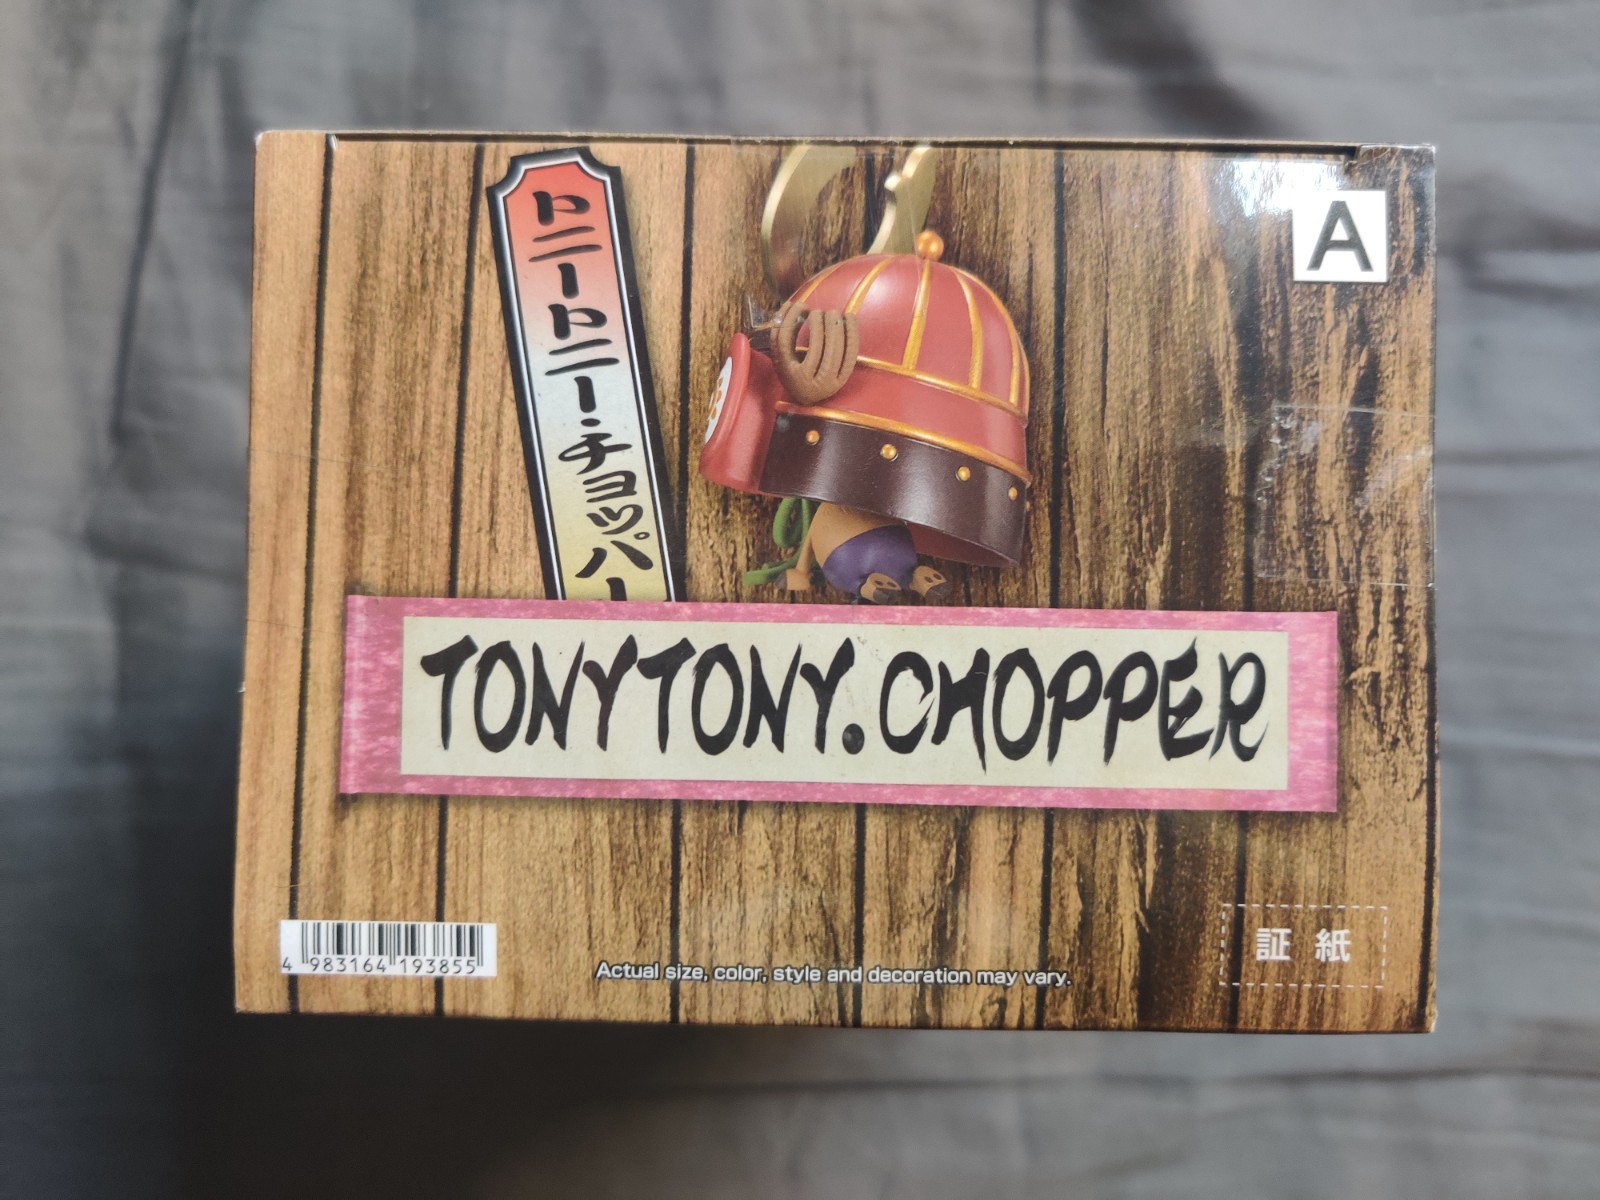 A
トニートニー・チョッパー
TONYTONY.CHOPPER
4 983164 193855
Actual size, color, style and decoration may vary.
証紙